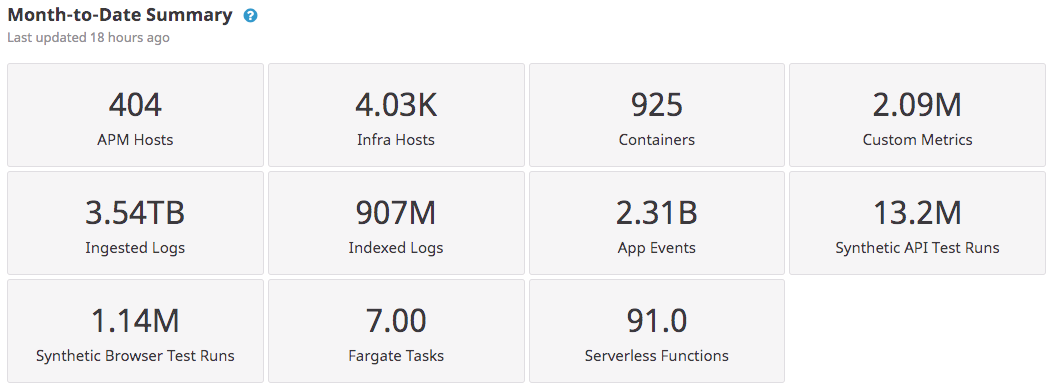 Month-to-Date Summary ?
Last updated 18 hours ago
404
APM Hosts
4.03K
Infra Hosts
925
Containers
2.09M
Custom Metrics
3.54TB
Ingested Logs
907M
Indexed Logs
2.31B
App Events
13.2M
Synthetic API Test Runs
1.14M
Synthetic Browser Test Runs
7.00
Fargate Tasks
91.0
Serverless Functions